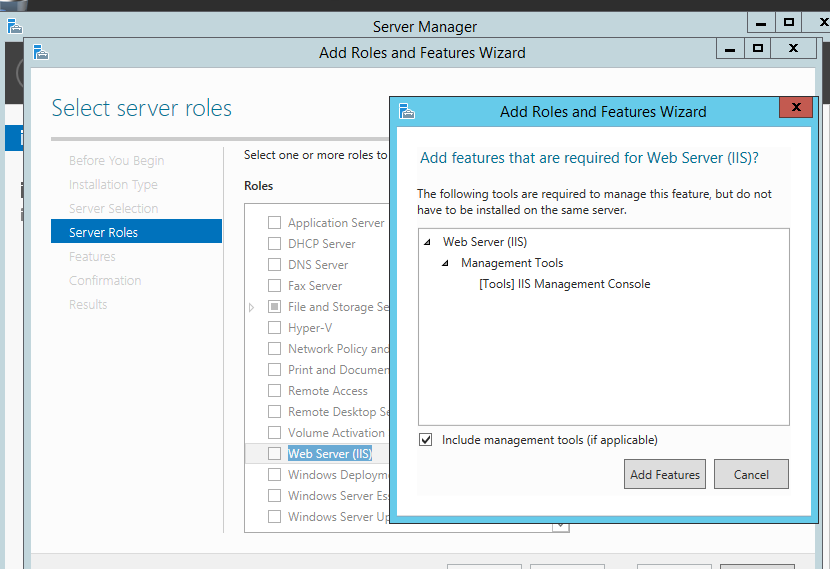 Server Manager
Add Roles and Features Wizard
Select server roles
Before You Begin
Installation Type
Server Selection
Server Roles
Features
Confirmation
Results
Select one or more roles to
Roles
Application Server
DHCP Server
DNS Server
Fax Server
File and Storage Se
Hyper-V
Network Policy and
Print and Documen
Remote Access
Remote Desktop Se
Volume Activation
Web Server (IIS)
Windows Deploym
Windows Server Ess
Windows Server Up
Add Roles and Features Wizard
Add features that are required for Web Server (IIS)?
The following tools are required to manage this feature, but do not
have to be installed on the same server.
Web Server (IIS)
Management Tools
[Tools] IIS Management Console
Include management tools (if applicable)
Add Features
Cancel